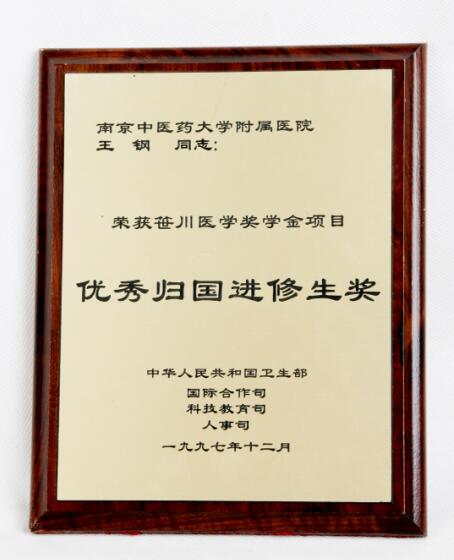 南京中医药大学附属医院
王 钢 同志:
荣获笹川医学奖学金项目
优秀归国进修生奖
中华人民共和国卫生部
国际合作司
科技教育司
人事司
一九九七年十二月